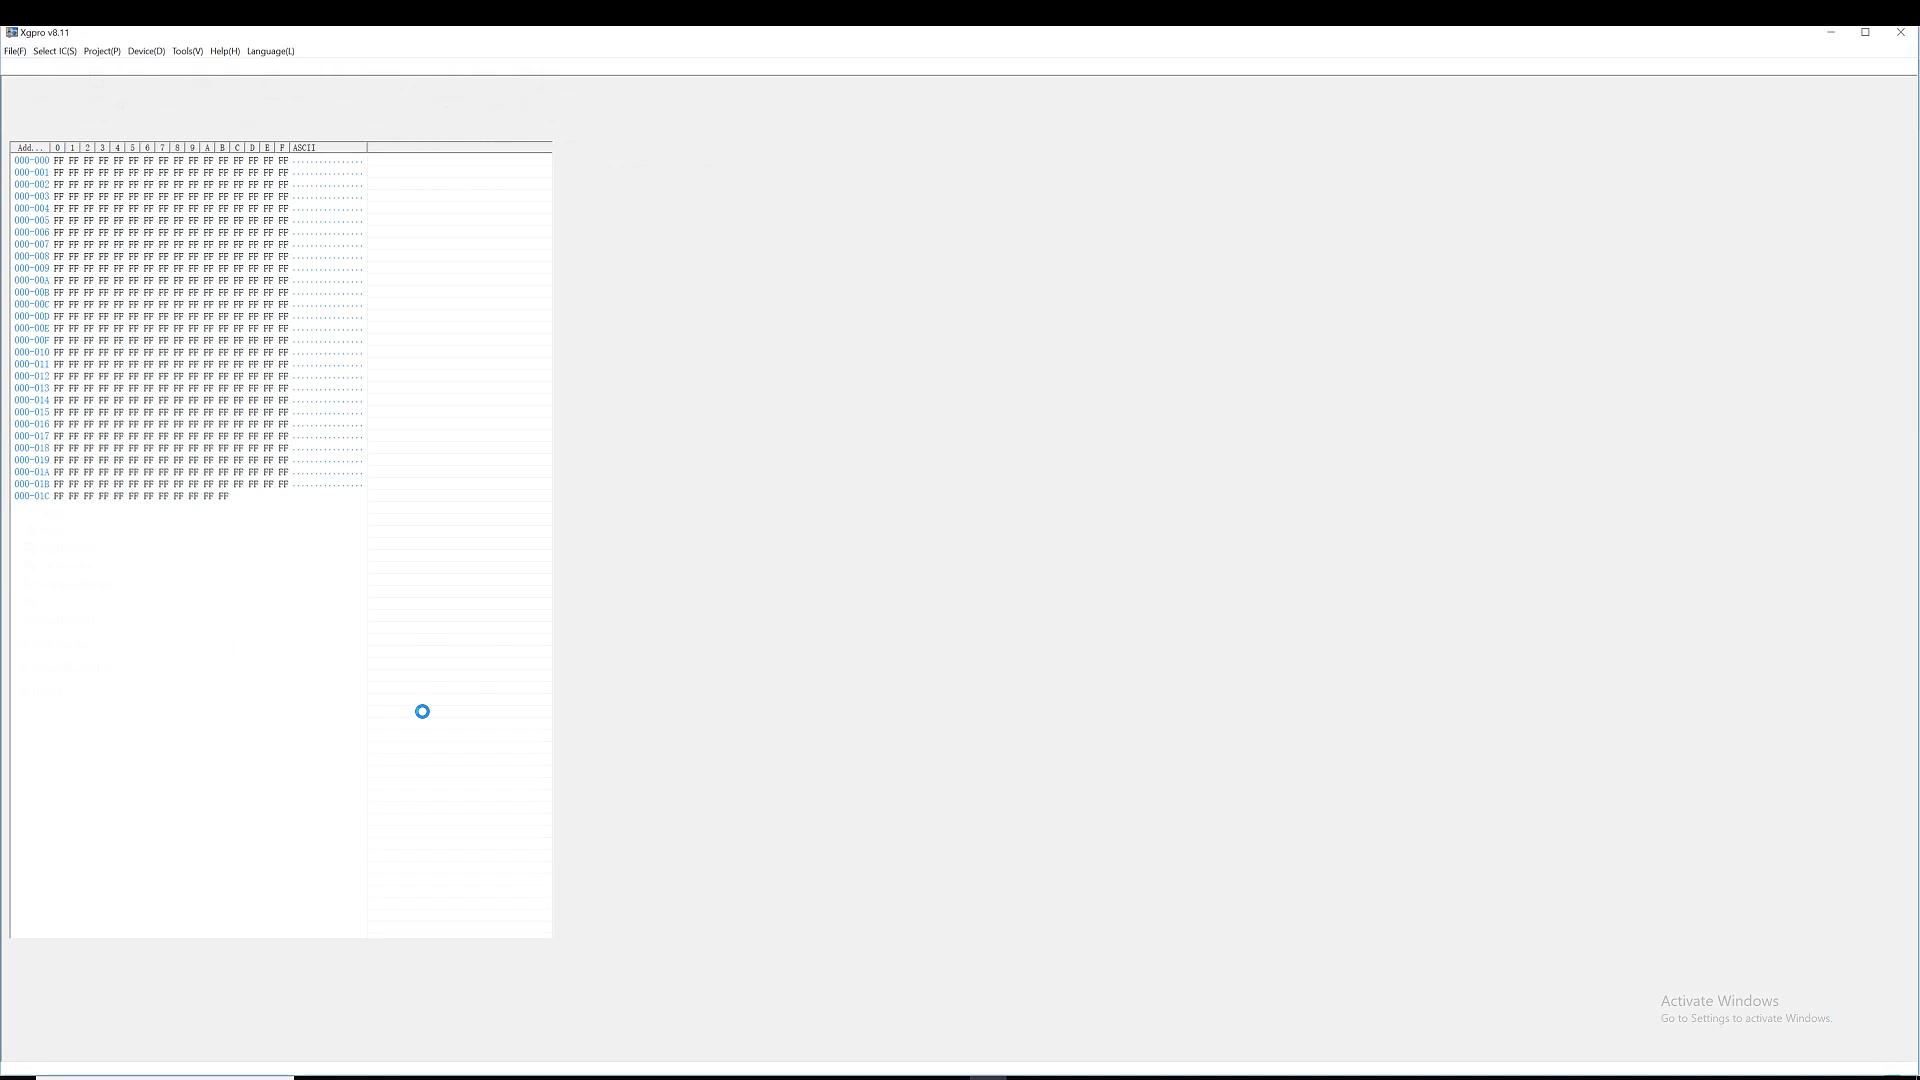 Xgpro v8.11
File(F) Select IC(S) Project(P) Device(D) Tools(V) Help(H) Language(L)
Add... 0 1 2 3 4 5 6 7 8 9 A B C D E F ASCII
000-000 FF FF FF FF FF FF FF FF FF FF FF FF FF FF FF FF ................
000-001 FF FF FF FF FF FF FF FF FF FF FF FF FF FF FF FF ................
000-002 FF FF FF FF FF FF FF FF FF FF FF FF FF FF FF FF ................
000-003 FF FF FF FF FF FF FF FF FF FF FF FF FF FF FF FF ................
000-004 FF FF FF FF FF FF FF FF FF FF FF FF FF FF FF FF ................
000-005 FF FF FF FF FF FF FF FF FF FF FF FF FF FF FF FF ................
000-006 FF FF FF FF FF FF FF FF FF FF FF FF FF FF FF FF ................
000-007 FF FF FF FF FF FF FF FF FF FF FF FF FF FF FF FF ................
000-008 FF FF FF FF FF FF FF FF FF FF FF FF FF FF FF FF ................
000-009 FF FF FF FF FF FF FF FF FF FF FF FF FF FF FF FF ................
000-00A FF FF FF FF FF FF FF FF FF FF FF FF FF FF FF FF ................
000-00B FF FF FF FF FF FF FF FF FF FF FF FF FF FF FF FF ................
000-00C FF FF FF FF FF FF FF FF FF FF FF FF FF FF FF FF ................
000-00D FF FF FF FF FF FF FF FF FF FF FF FF FF FF FF FF ................
000-00E FF FF FF FF FF FF FF FF FF FF FF FF FF FF FF FF ................
000-00F FF FF FF FF FF FF FF FF FF FF FF FF FF FF FF FF ................
000-010 FF FF FF FF FF FF FF FF FF FF FF FF FF FF FF FF ................
000-011 FF FF FF FF FF FF FF FF FF FF FF FF FF FF FF FF ................
000-012 FF FF FF FF FF FF FF FF FF FF FF FF FF FF FF FF ................
000-013 FF FF FF FF FF FF FF FF FF FF FF FF FF FF FF FF ................
000-014 FF FF FF FF FF FF FF FF FF FF FF FF FF FF FF FF ................
000-015 FF FF FF FF FF FF FF FF FF FF FF FF FF FF FF FF ................
000-016 FF FF FF FF FF FF FF FF FF FF FF FF FF FF FF FF ................
000-017 FF FF FF FF FF FF FF FF FF FF FF FF FF FF FF FF ................
000-018 FF FF FF FF FF FF FF FF FF FF FF FF FF FF FF FF ................
000-019 FF FF FF FF FF FF FF FF FF FF FF FF FF FF FF FF ................
000-01A FF FF FF FF FF FF FF FF FF FF FF FF FF FF FF FF ................
000-01B FF FF FF FF FF FF FF FF FF FF FF FF FF FF FF FF ................
000-01C FF FF FF FF FF FF FF FF FF FF FF FF
Activate Windows
Go to Settings to activate Windows.